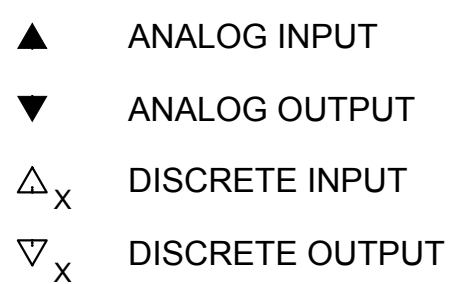 ▲ ANALOG INPUT
▼ ANALOG OUTPUT
△X DISCRETE INPUT
▽X DISCRETE OUTPUT